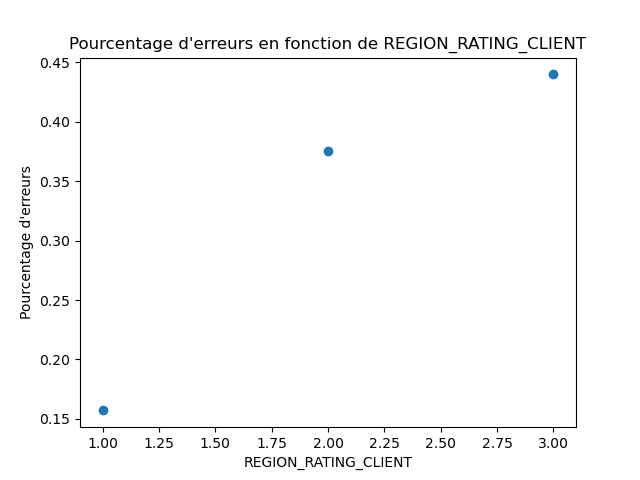 Pourcentage d'erreurs en fonction de REGION_RATING_CLIENT
0.45
0.40
0.35
0.30
0.25
0.20
0.15
Pourcentage d'erreurs
1.00 1.25 1.50 1.75 2.00 2.25 2.50 2.75 3.00
REGION_RATING_CLIENT